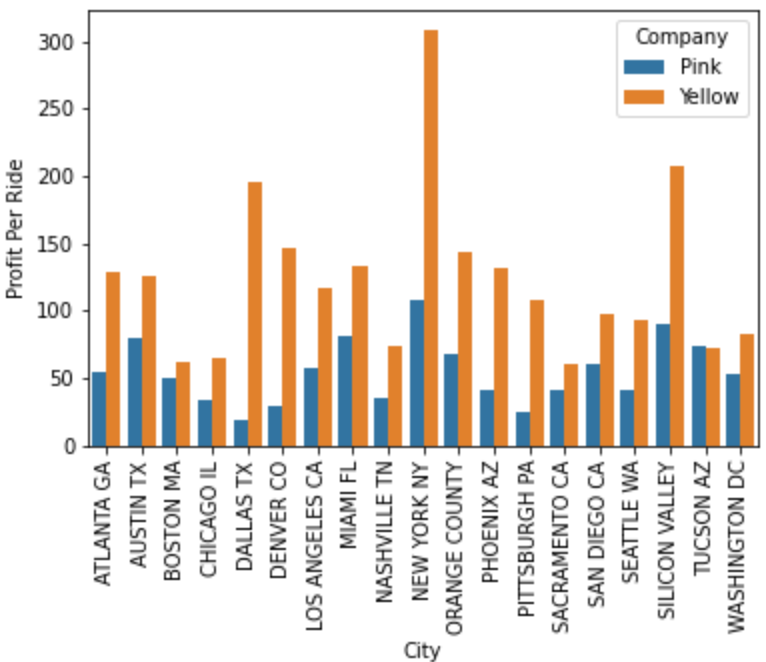 Profit Per Ride
300
250
200
150
100
50
0
Company
Pink
Yellow
ATLANTA GA
AUSTIN TX
BOSTON MA
CHICAGO IL
DALLAS TX
DENVER CO
LOS ANGELES CA
MIAMI FL
NASHVILLE TN
NEW YORK NY
ORANGE COUNTY
PHOENIX AZ
PITTSBURGH PA
SACRAMENTO CA
SAN DIEGO CA
SEATTLE WA
SILICON VALLEY
TUCSON AZ
WASHINGTON DC
City